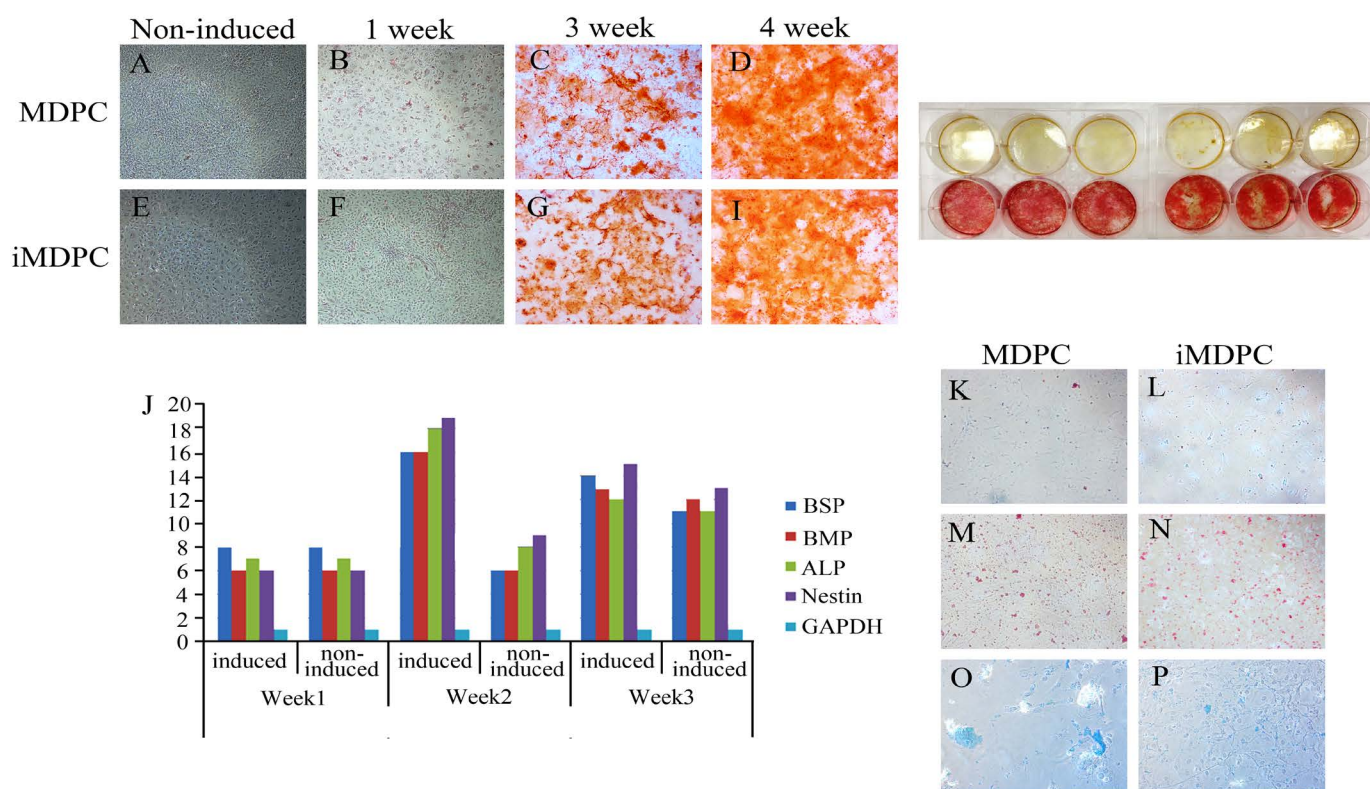 Non-induced 1 week 3 week 4 week
MDPC A B C D
iMDPC E F G I
J
20
18
16
14
12
10
8
6
4
2
0
induced non-induced induced non-induced induced non-induced
Week1 Week2 Week3
BSP
BMP
ALP
Nestin
GAPDH
MDPC iMDPC
K L
M N
O P